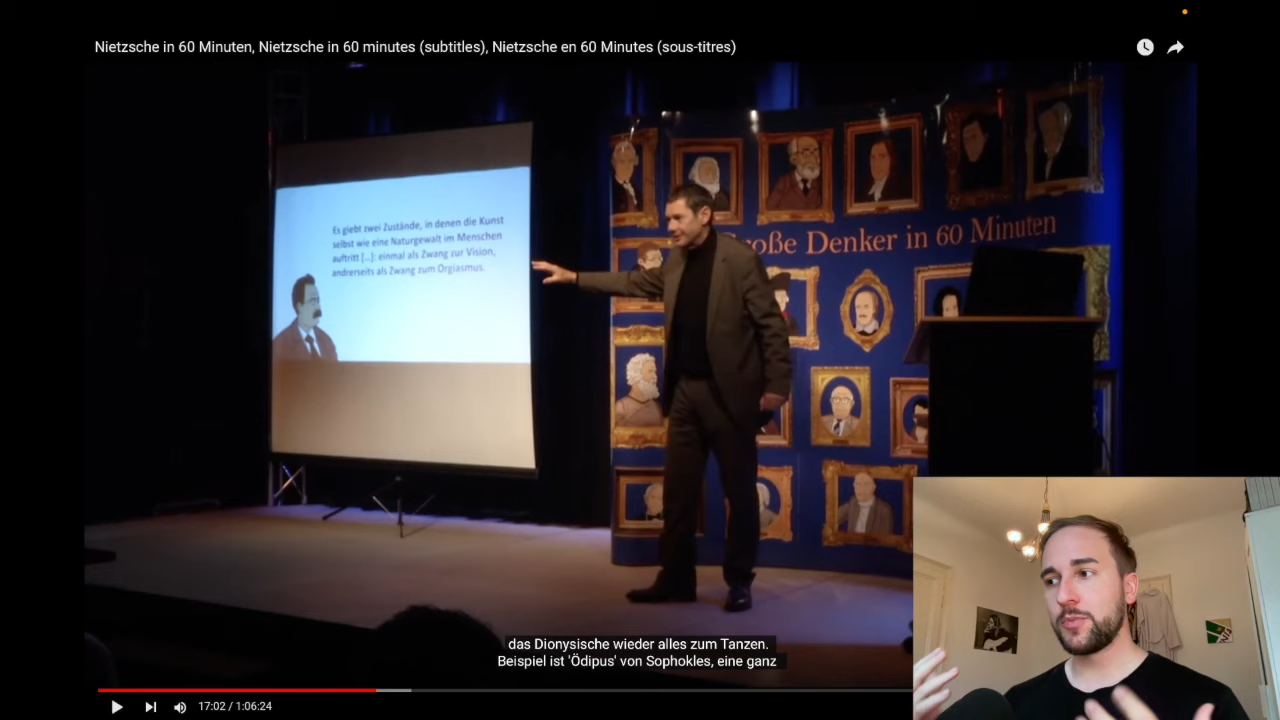 Nietzsche in 60 Minuten, Nietzsche in 60 minutes (subtitles), Nietzsche en 60 Minutes (sous-titres)
Es giebt zwei Zustände, in denen die Kunst
selbst wie eine Naturgewalt im Menschen
auftritt [...]: einmal als Zwang zur Vision,
andrerseits als Zwang zum Orgiasmus.
Große Denker in 60 Minuten
das Dionysische wieder alles zum Tanzen.
Beispiel ist 'Ödipus' von Sophokles, eine ganz
17:02 / 1:06:24